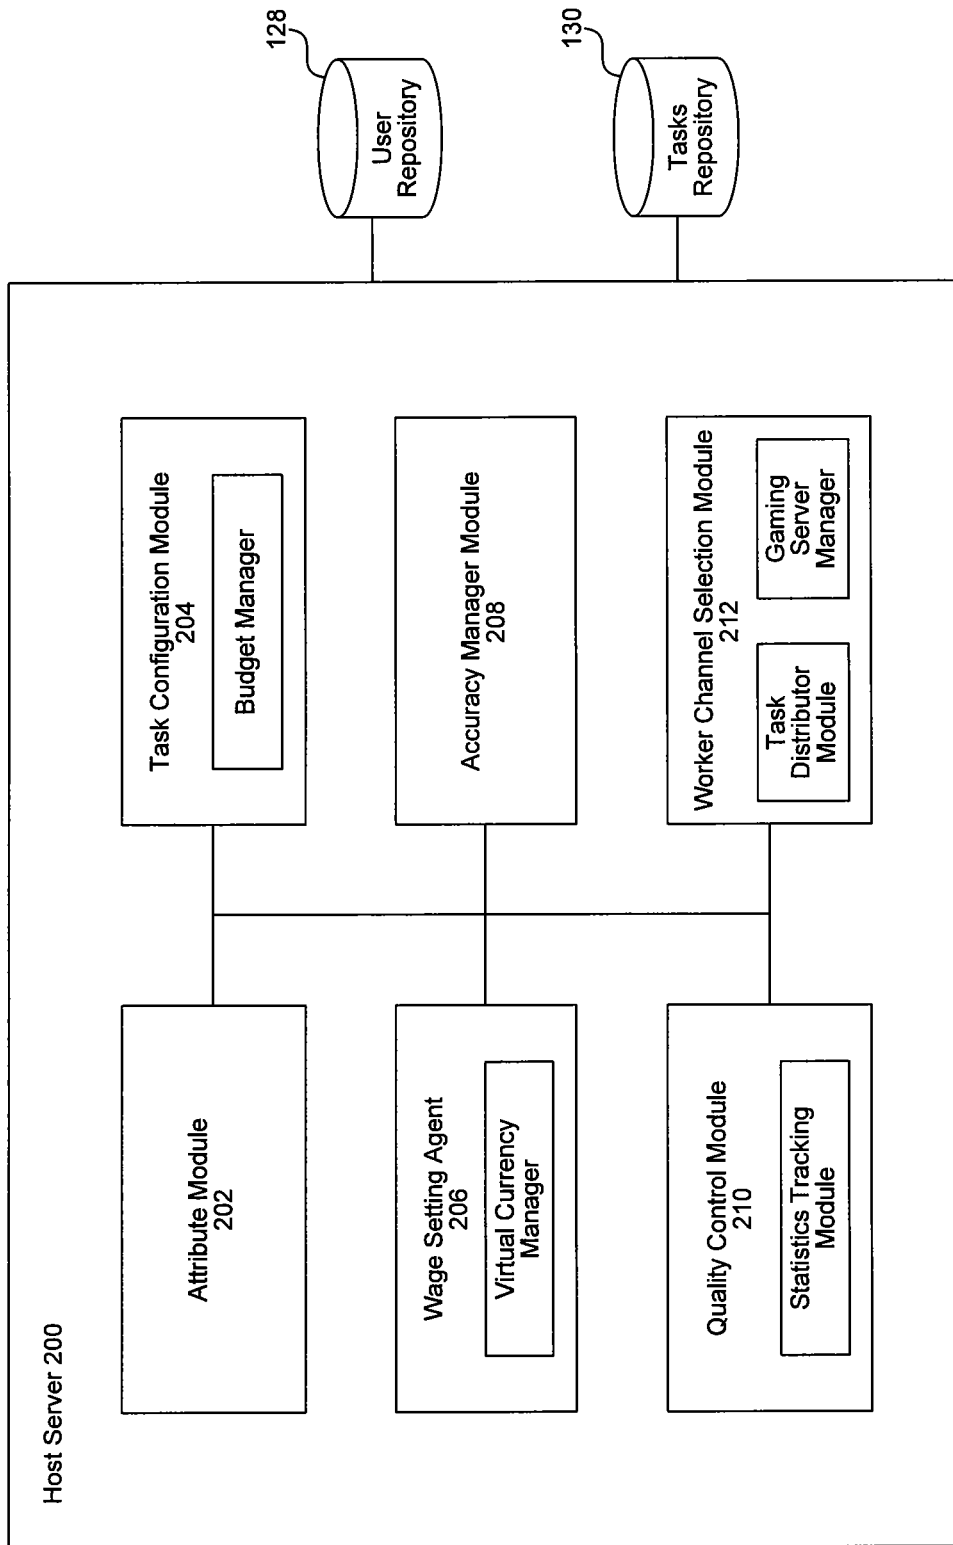 Host Server 200
Attribute Module
202
Task Configuration Module
204
Budget Manager
Wage Setting Agent
206
Virtual Currency
Manager
Accuracy Manager Module
208
Quality Control Module
210
Statistics Tracking
Module
Worker Channel Selection Module
212
Task
Distributor
Module
Gaming
Server
Manager
128
User
Repository
130
Tasks
Repository